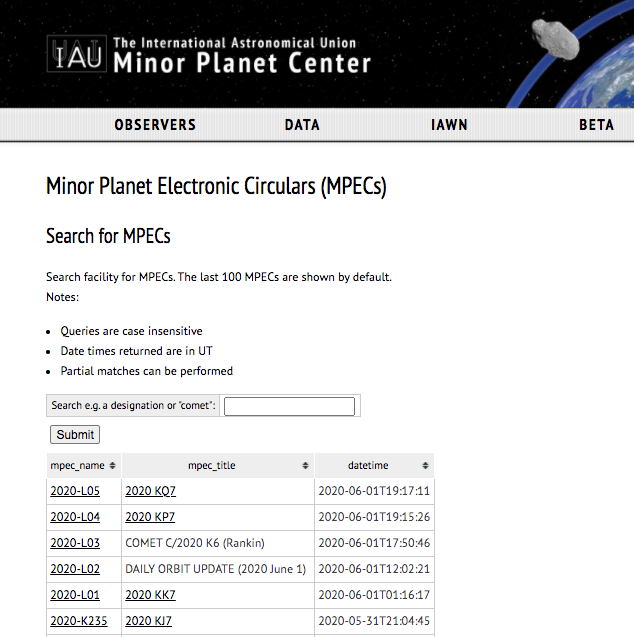 IAU
The International Astronomical Union
Minor Planet Center
OBSERVERS DATA IAWN BETA
Minor Planet Electronic Circulars (MPECs)
Search for MPECs
Search facility for MPECs. The last 100 MPECs are shown by default.
Notes:
Queries are case insensitive
Date times returned are in UT
Partial matches can be performed
Search e.g. a designation or "comet":
Submit
mpec_name mpec_title datetime
2020-L05 2020 KQ7 2020-06-01T19:17:11
2020-L04 2020 KP7 2020-06-01T19:15:26
2020-L03 COMET C/2020 K6 (Rankin) 2020-06-01T17:50:46
2020-L02 DAILY ORBIT UPDATE (2020 June 1) 2020-06-01T12:02:21
2020-L01 2020 KK7 2020-06-01T01:16:17
2020-K235 2020 KJ7 2020-05-31T21:04:45